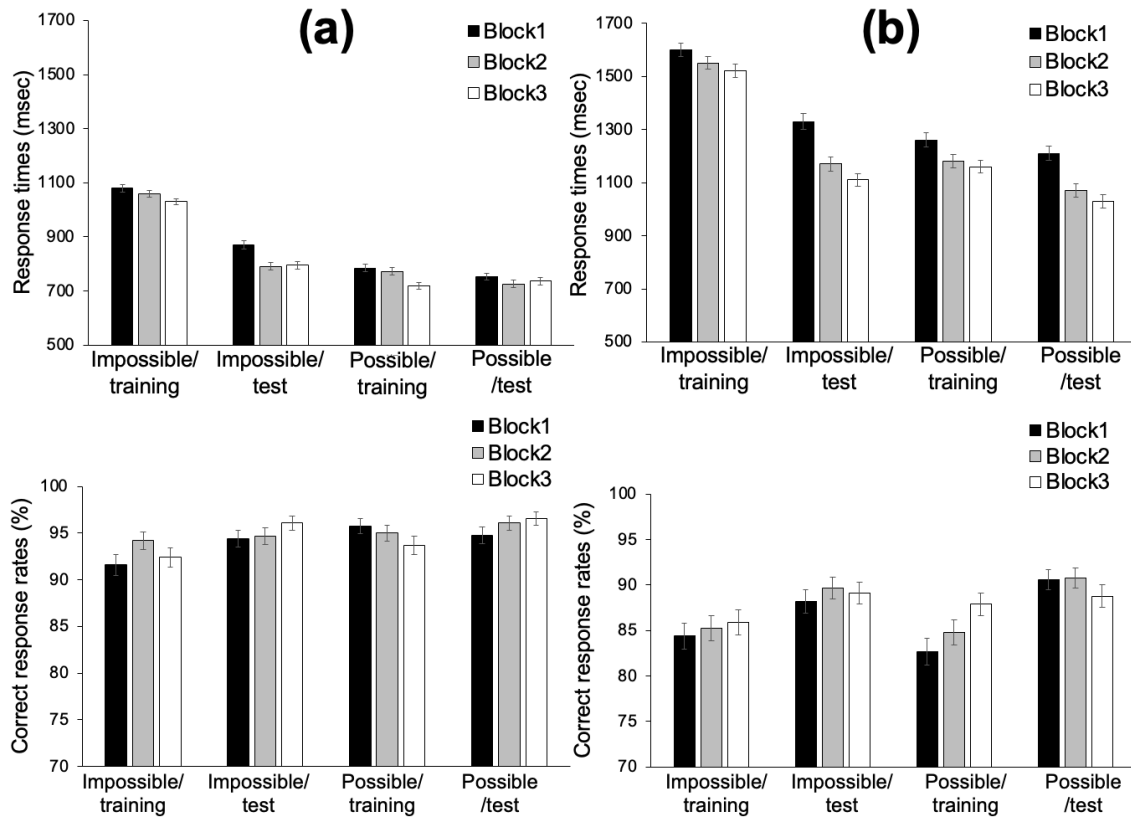 (a)
Block1
Block2
Block3
Response times (msec)
1700
1500
1300
1100
900
700
500
Impossible/
training
Impossible/
test
Possible/
training
Possible
/test
(b)
Block1
Block2
Block3
Response times (msec)
1700
1500
1300
1100
900
700
500
Impossible/
training
Impossible/
test
Possible/
training
Possible
/test
Block1
Block2
Block3
Correct response rates (%)
100
95
90
85
80
75
70
Impossible/
training
Impossible/
test
Possible/
training
Possible
/test
Block1
Block2
Block3
Correct response rates (%)
100
95
90
85
80
75
70
Impossible/
training
Impossible/
test
Possible/
training
Possible
/test